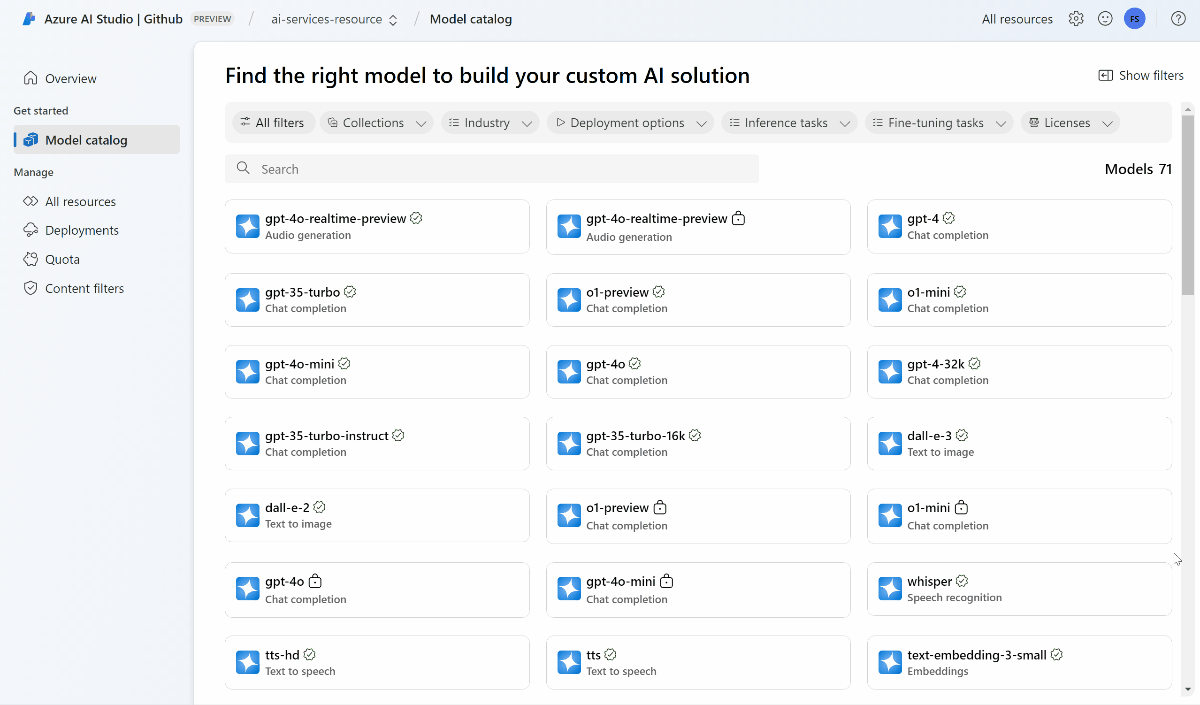 Azure AI Studio | Github PREVIEW / ai-services-resource / Model catalog All resources FS
Overview
Get started
Model catalog
Manage
All resources
Deployments
Quota
Content filters
Find the right model to build your custom AI solution
Show filters
All filters Collections Industry Deployment options Inference tasks Fine-tuning tasks Licenses
Search
Models 71
gpt-4o-realtime-preview
Audio generation
gpt-4o-realtime-preview
Audio generation
gpt-4
Chat completion
gpt-35-turbo
Chat completion
o1-preview
Chat completion
o1-mini
Chat completion
gpt-4o-mini
Chat completion
gpt-4o
Chat completion
gpt-4-32k
Chat completion
gpt-35-turbo-instruct
Chat completion
gpt-35-turbo-16k
Chat completion
dall-e-3
Text to image
dall-e-2
Text to image
o1-preview
Chat completion
o1-mini
Chat completion
gpt-4o
Chat completion
gpt-4o-mini
Chat completion
whisper
Speech recognition
tts-hd
Text to speech
tts
Text to speech
text-embedding-3-small
Embeddings